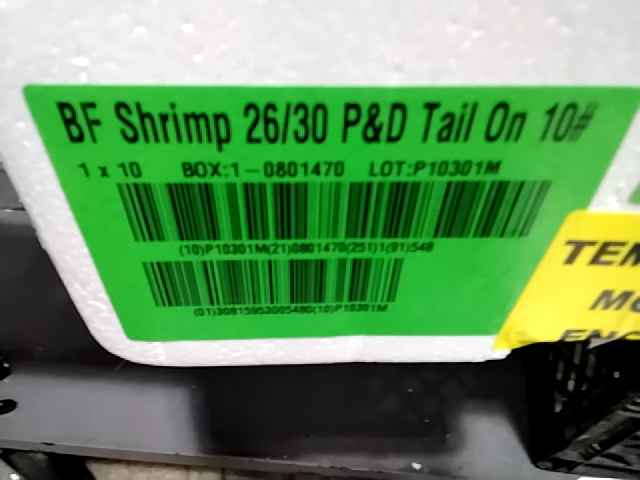 BF Shrimp 26/30 P&D Tail On 10#
1 x 10 BOX:1-0801470 LOT:P10301M
(10)P10301M(21)0801470(251)1(91)548
(01)30815953005480(10)P10301M
TEM